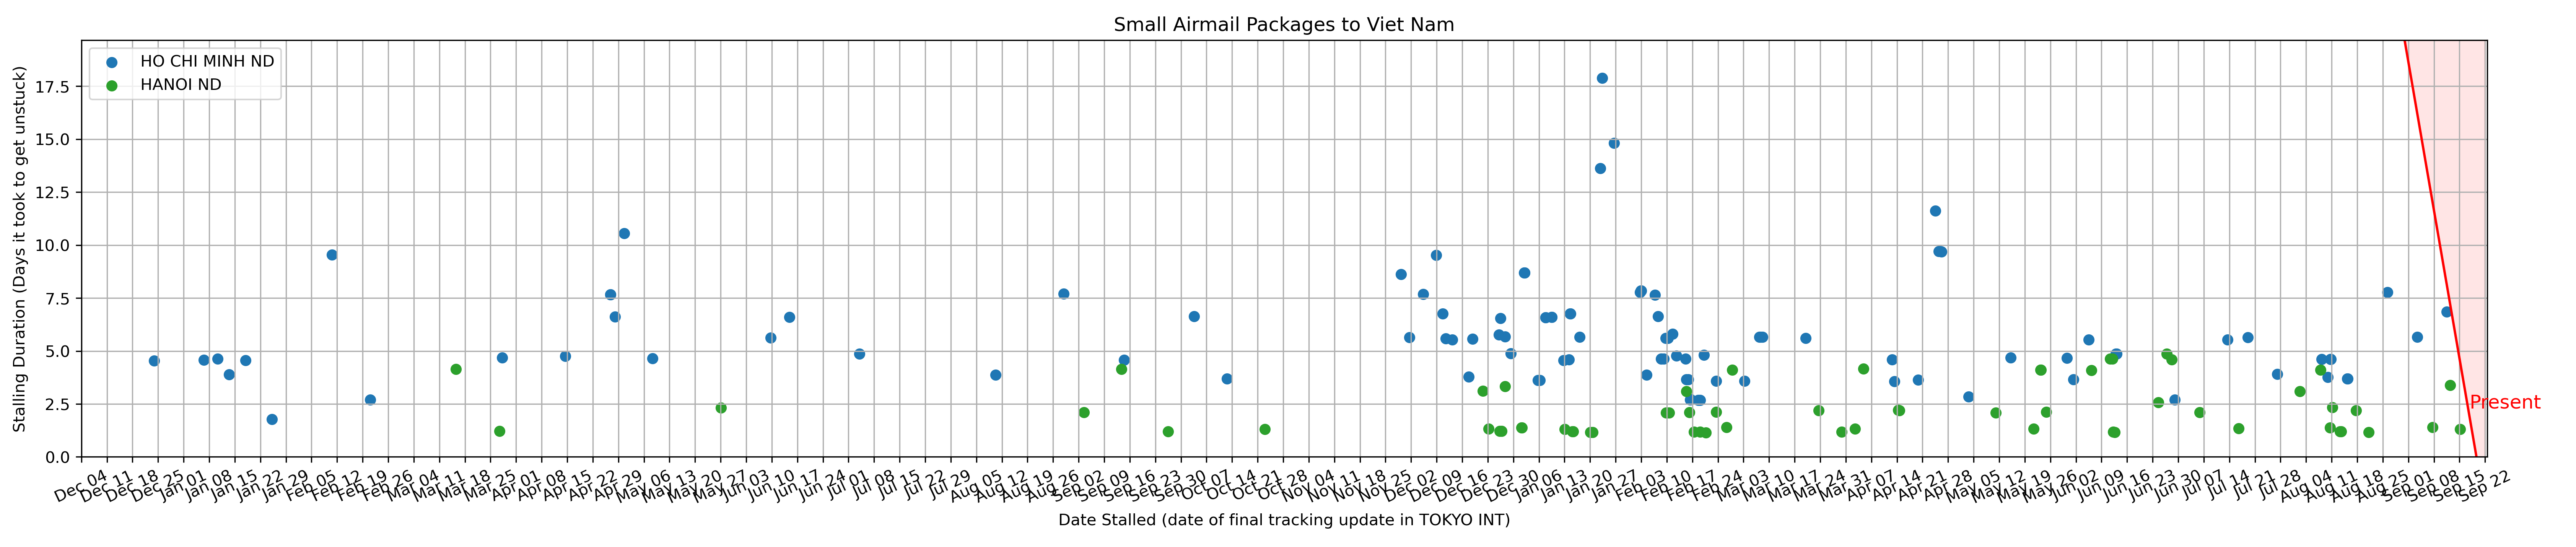 Small Airmail Packages to Viet Nam
HO CHI MINH ND
HANOI ND
Stalling Duration (Days it took to get unstuck)
17.5
15.0
12.5
10.0
7.5
5.0
2.5
0.0
Present
Dec 04
Dec 11
Dec 18
Dec 25
Jan 01
Jan 08
Jan 15
Jan 22
Jan 29
Feb 05
Feb 12
Feb 19
Feb 26
Mar 04
Mar 11
Mar 18
Mar 25
Apr 01
Apr 08
Apr 15
Apr 22
Apr 29
May 06
May 13
May 20
May 27
Jun 03
Jun 10
Jun 17
Jun 24
Jul 01
Jul 08
Jul 15
Jul 22
Jul 29
Aug 05
Aug 12
Aug 19
Aug 26
Sep 02
Sep 09
Sep 16
Sep 23
Sep 30
Oct 07
Oct 14
Oct 21
Oct 28
Nov 04
Nov 11
Nov 18
Nov 25
Dec 02
Dec 09
Dec 16
Dec 23
Dec 30
Jan 06
Jan 13
Jan 20
Jan 27
Feb 03
Feb 10
Feb 17
Feb 24
Mar 03
Mar 10
Mar 17
Mar 24
Mar 31
Apr 07
Apr 14
Apr 21
Apr 28
May 05
May 12
May 19
May 26
Jun 02
Jun 09
Jun 16
Jun 23
Jun 30
Jul 07
Jul 14
Jul 21
Jul 28
Aug 04
Aug 11
Aug 18
Aug 25
Sep 01
Sep 08
Sep 15
Sep 22
Date Stalled (date of final tracking update in TOKYO INT)